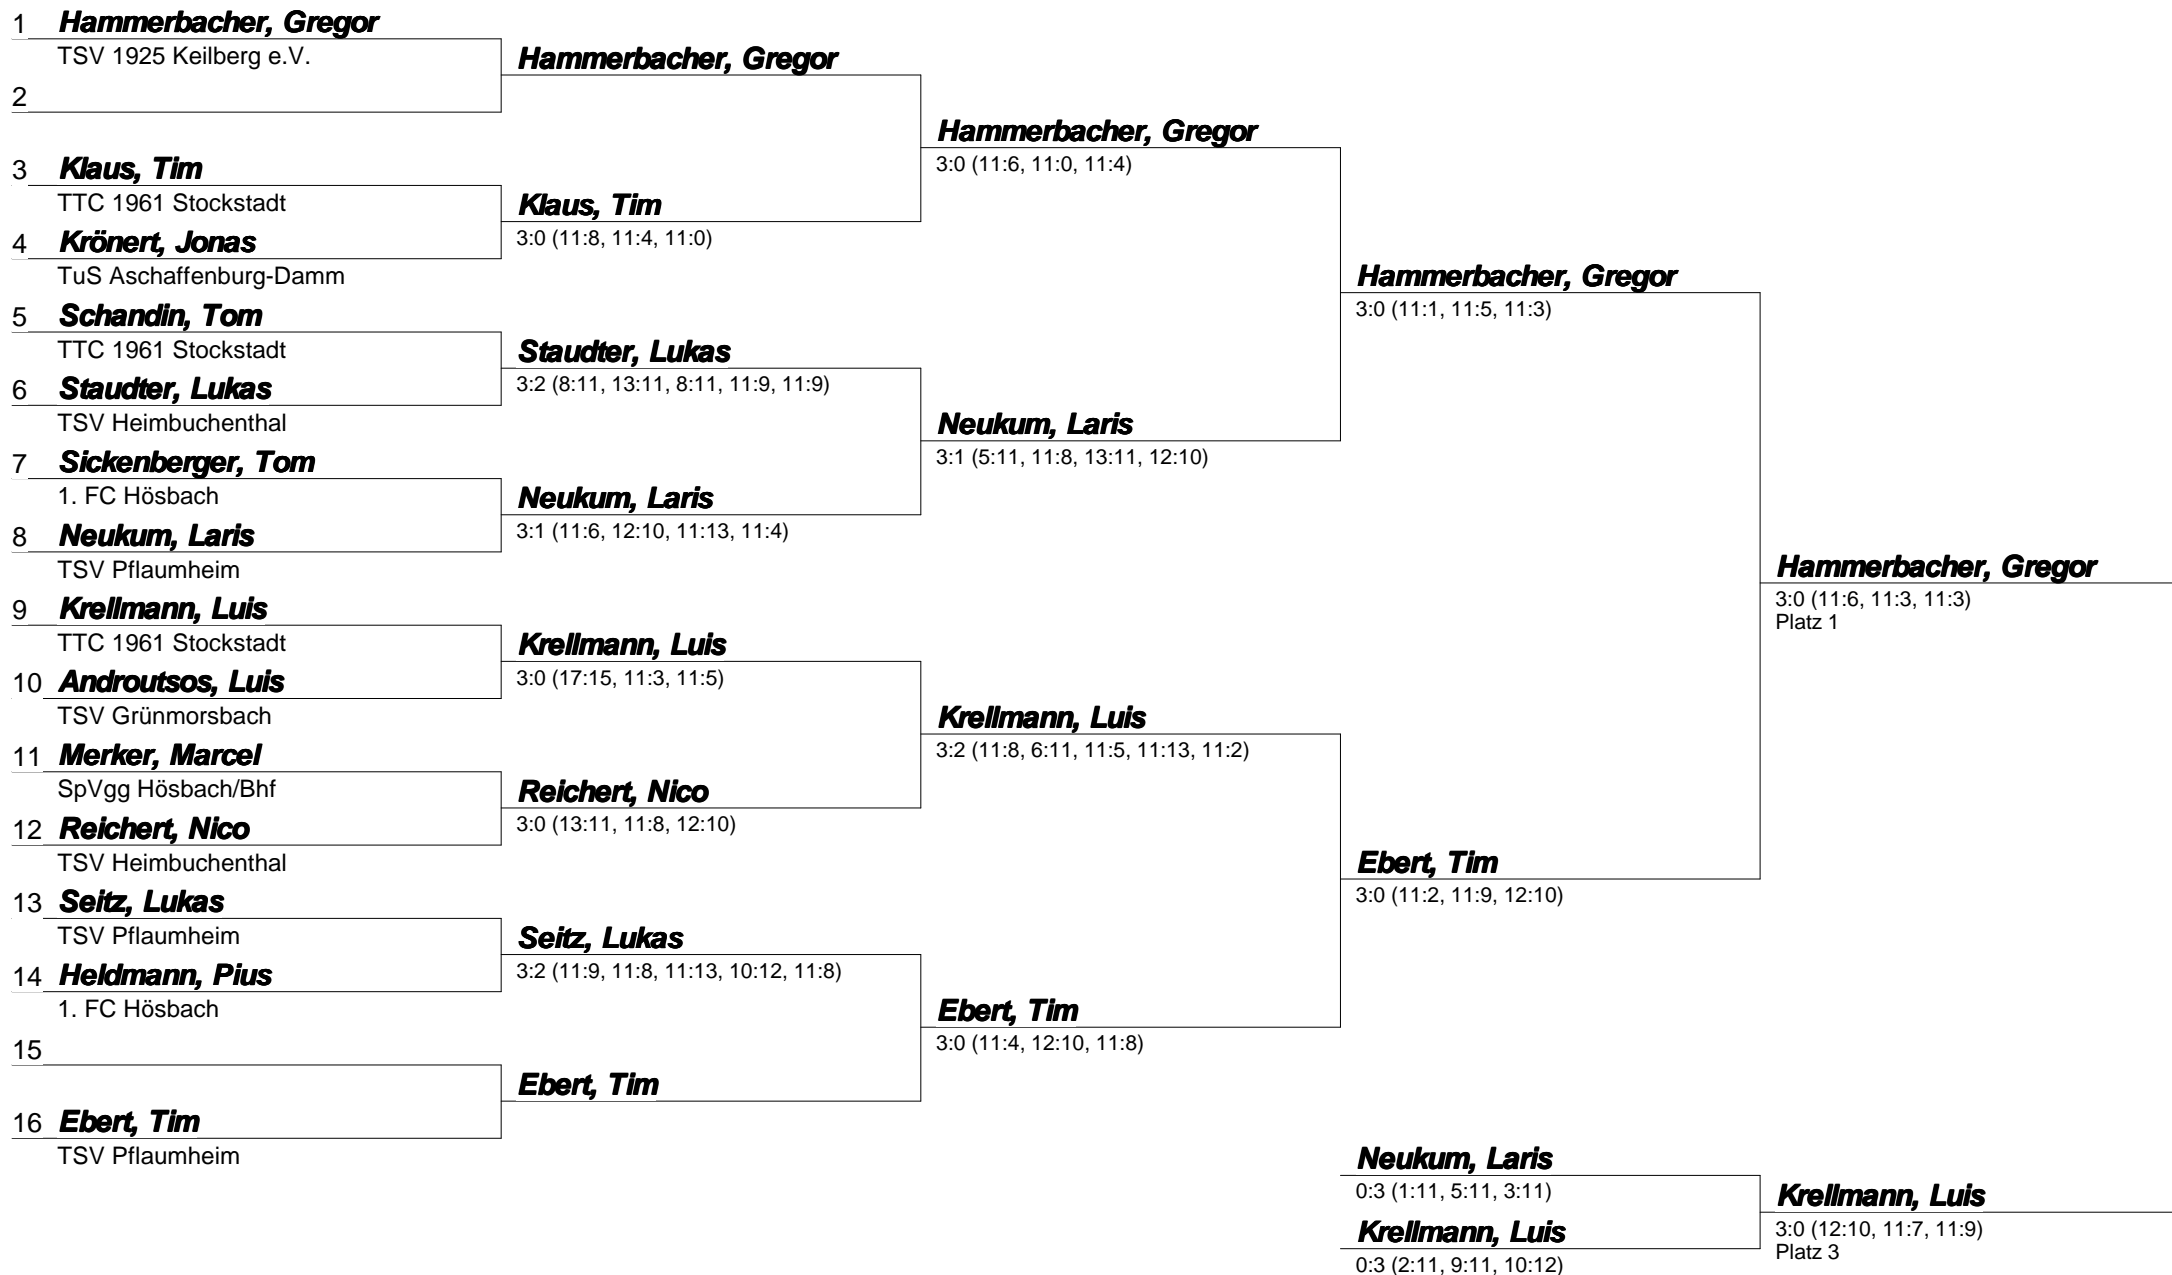 1 Hammerbacher, Gregor
TSV 1925 Keilberg e.V.
2
3 Klaus, Tim
TTC 1961 Stockstadt
4 Krönert, Jonas
TuS Aschaffenburg-Damm
5 Schandin, Tom
TTC 1961 Stockstadt
6 Staudter, Lukas
TSV Heimbuchenthal
7 Sickenberger, Tom
1. FC Hösbach
8 Neukum, Laris
TSV Pflaumheim
9 Krellmann, Luis
TTC 1961 Stockstadt
10 Androutsos, Luis
TSV Grünmorsbach
11 Merker, Marcel
SpVgg Hösbach/Bhf
12 Reichert, Nico
TSV Heimbuchenthal
13 Seitz, Lukas
TSV Pflaumheim
14 Heldmann, Pius
1. FC Hösbach
15
16 Ebert, Tim
TSV Pflaumheim
Hammerbacher, Gregor
Klaus, Tim
3:0 (11:8, 11:4, 11:0)
Staudter, Lukas
3:2 (8:11, 13:11, 8:11, 11:9, 11:9)
Neukum, Laris
3:1 (11:6, 12:10, 11:13, 11:4)
Krellmann, Luis
3:0 (17:15, 11:3, 11:5)
Reichert, Nico
3:0 (13:11, 11:8, 12:10)
Seitz, Lukas
3:2 (11:9, 11:8, 11:13, 10:12, 11:8)
Ebert, Tim
Hammerbacher, Gregor
3:0 (11:6, 11:0, 11:4)
Neukum, Laris
3:1 (5:11, 11:8, 13:11, 12:10)
Krellmann, Luis
3:2 (11:8, 6:11, 11:5, 11:13, 11:2)
Ebert, Tim
3:0 (11:4, 12:10, 11:8)
Hammerbacher, Gregor
3:0 (11:1, 11:5, 11:3)
Ebert, Tim
3:0 (11:2, 11:9, 12:10)
Hammerbacher, Gregor
3:0 (11:6, 11:3, 11:3)
Platz 1
Neukum, Laris
0:3 (1:11, 5:11, 3:11)
Krellmann, Luis
0:3 (2:11, 9:11, 10:12)
Krellmann, Luis
3:0 (12:10, 11:7, 11:9)
Platz 3